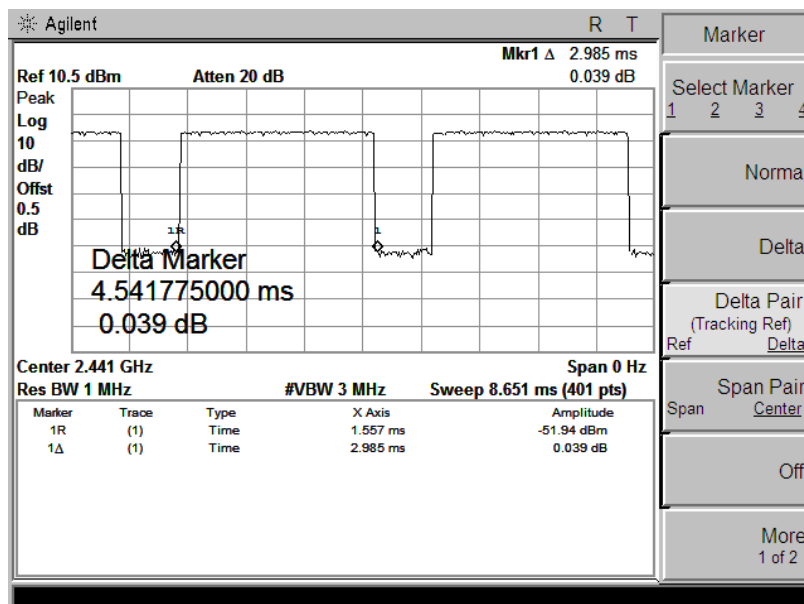 Agilent R T
Mkr1 Δ 2.985 ms
Ref 10.5 dBm Atten 20 dB 0.039 dB
Peak
Log
10
dB/
Offst
0.5
dB
1R 1
Delta Marker
4.541775000 ms
0.039 dB
Center 2.441 GHz Span 0 Hz
Res BW 1 MHz #VBW 3 MHz Sweep 8.651 ms (401 pts)
Marker Trace Type X Axis Amplitude
1R (1) Time 1.557 ms -51.94 dBm
1Δ (1) Time 2.985 ms 0.039 dB
Marker
Select Marker
1 2 3 4
Norma
Delta
Delta Pair
(Tracking Ref)
Ref Delta
Span Pair
Span Center
Off
More
1 of 2